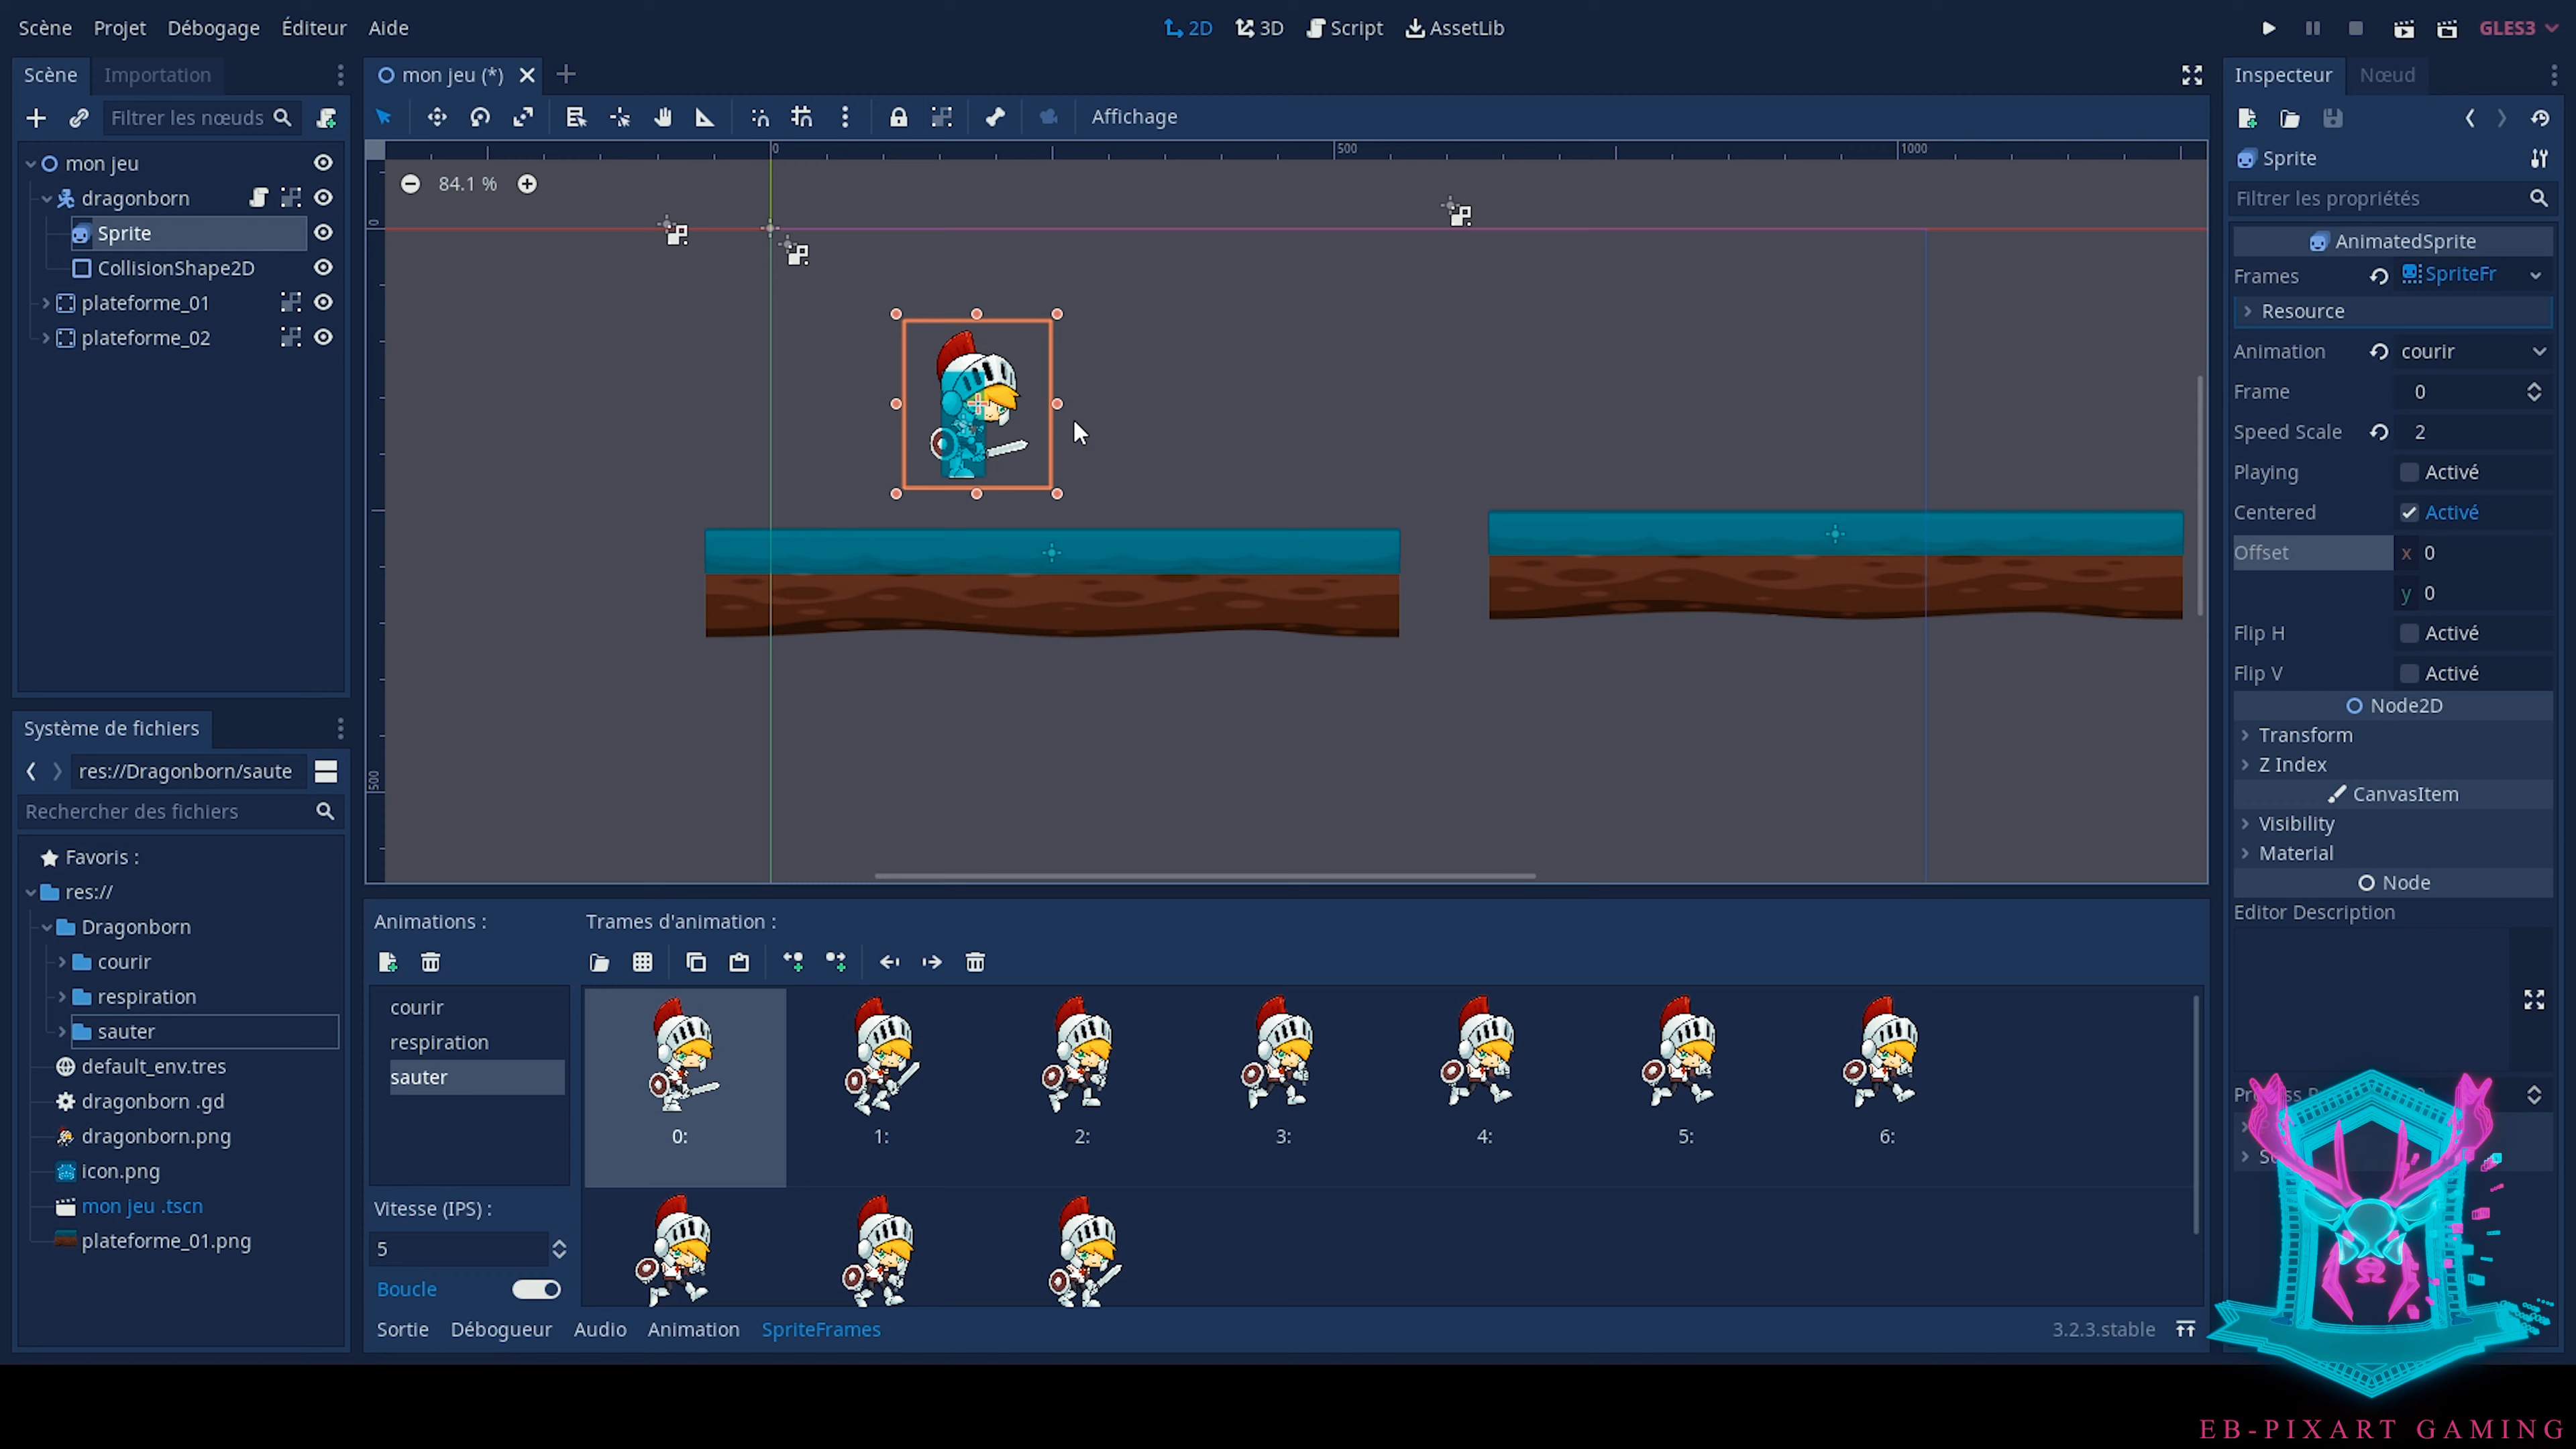 Scène Projet Débogage Éditeur Aide 2D 3D Script AssetLib GLES3
Scène Importation
Filtrer les nœuds
mon jeu
dragonborn
Sprite
CollisionShape2D
plateforme_01
plateforme_02
Système de fichiers
res://Dragonborn/saute
Rechercher des fichiers
Favoris :
res://
Dragonborn
courir
respiration
sauter
default_env.tres
dragonborn .gd
dragonborn.png
icon.png
mon jeu .tscn
plateforme_01.png
mon jeu (*)
Affichage
0 500 1000
84.1 %
0
500
Animations :
courir
respiration
sauter
Vitesse (IPS) :
5
Boucle
Trames d'animation :
0: 1: 2: 3: 4: 5: 6:
Sortie Débogueur Audio Animation SpriteFrames 3.2.3.stable
Inspecteur Nœud
Sprite
Filtrer les propriétés
AnimatedSprite
Frames SpriteFr
Resource
Animation courir
Frame 0
Speed Scale 2
Playing Activé
Centered Activé
Offset x 0
y 0
Flip H Activé
Flip V Activé
Node2D
Transform
Z Index
CanvasItem
Visibility
Material
Node
Editor Description
EB-PIXART GAMING